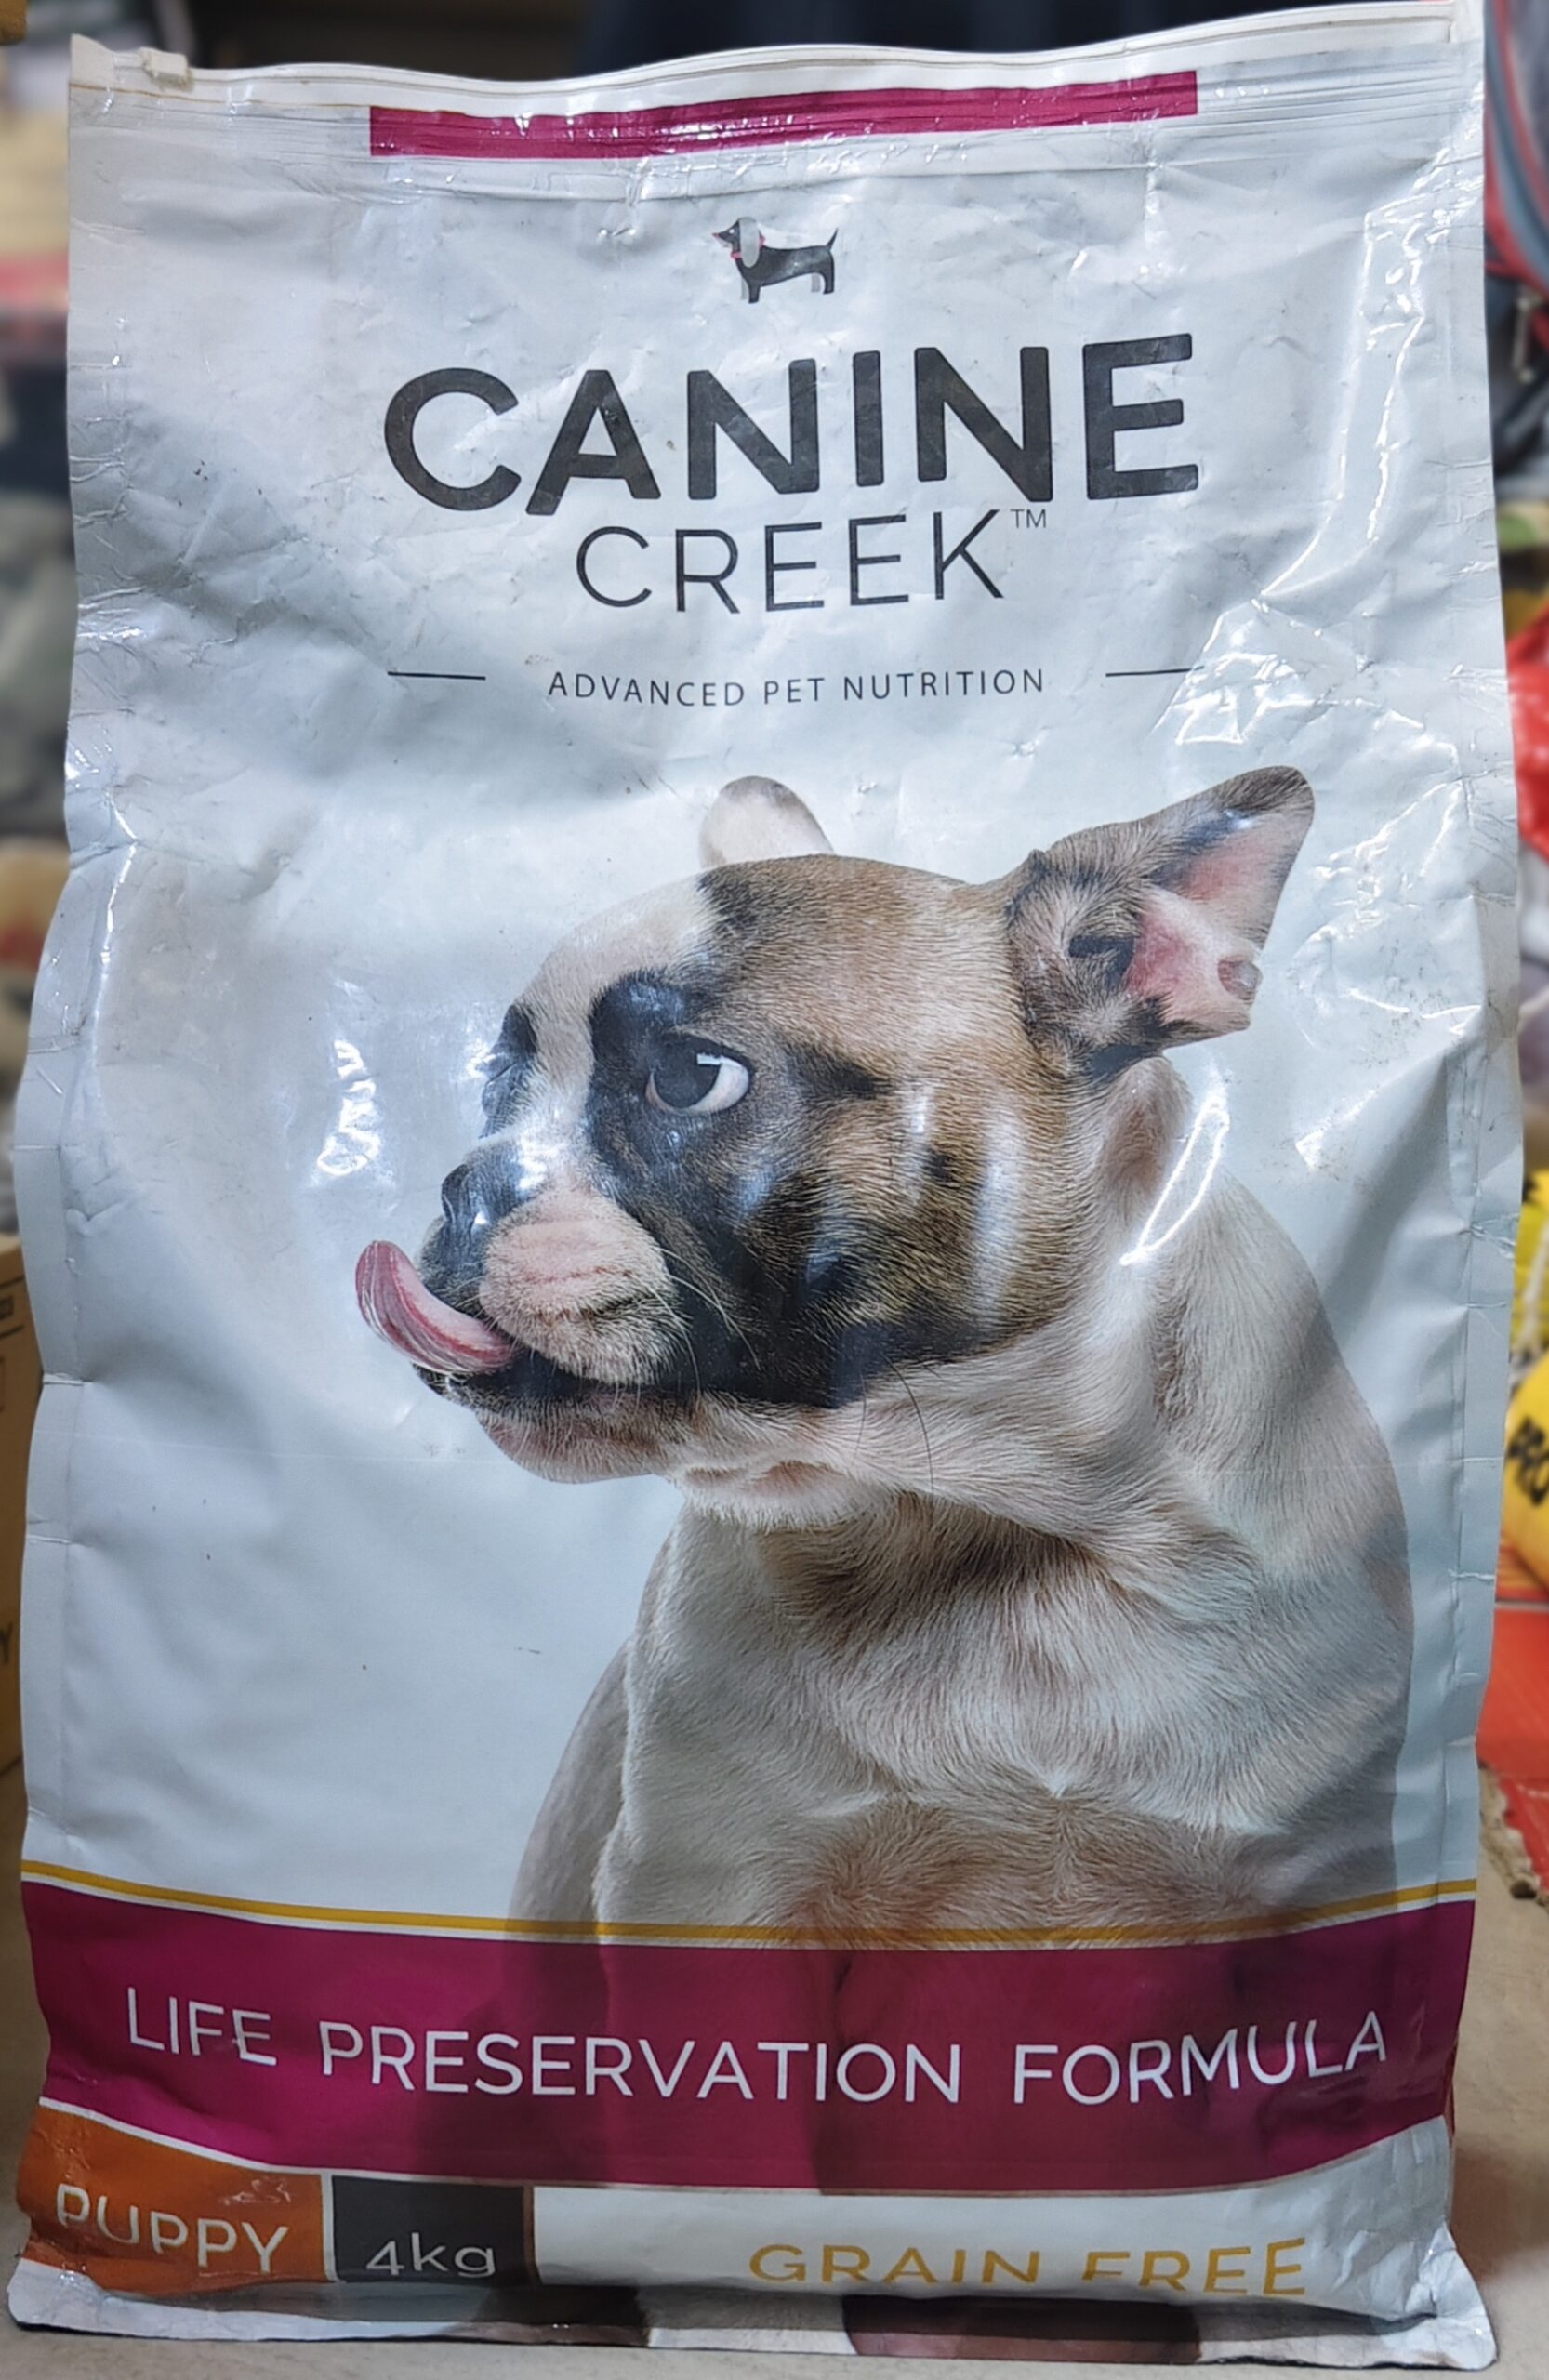 CANINE
CREEK™
ADVANCED PET NUTRITION
LIFE PRESERVATION FORMULA
PUPPY
4kg
GRAIN FREE